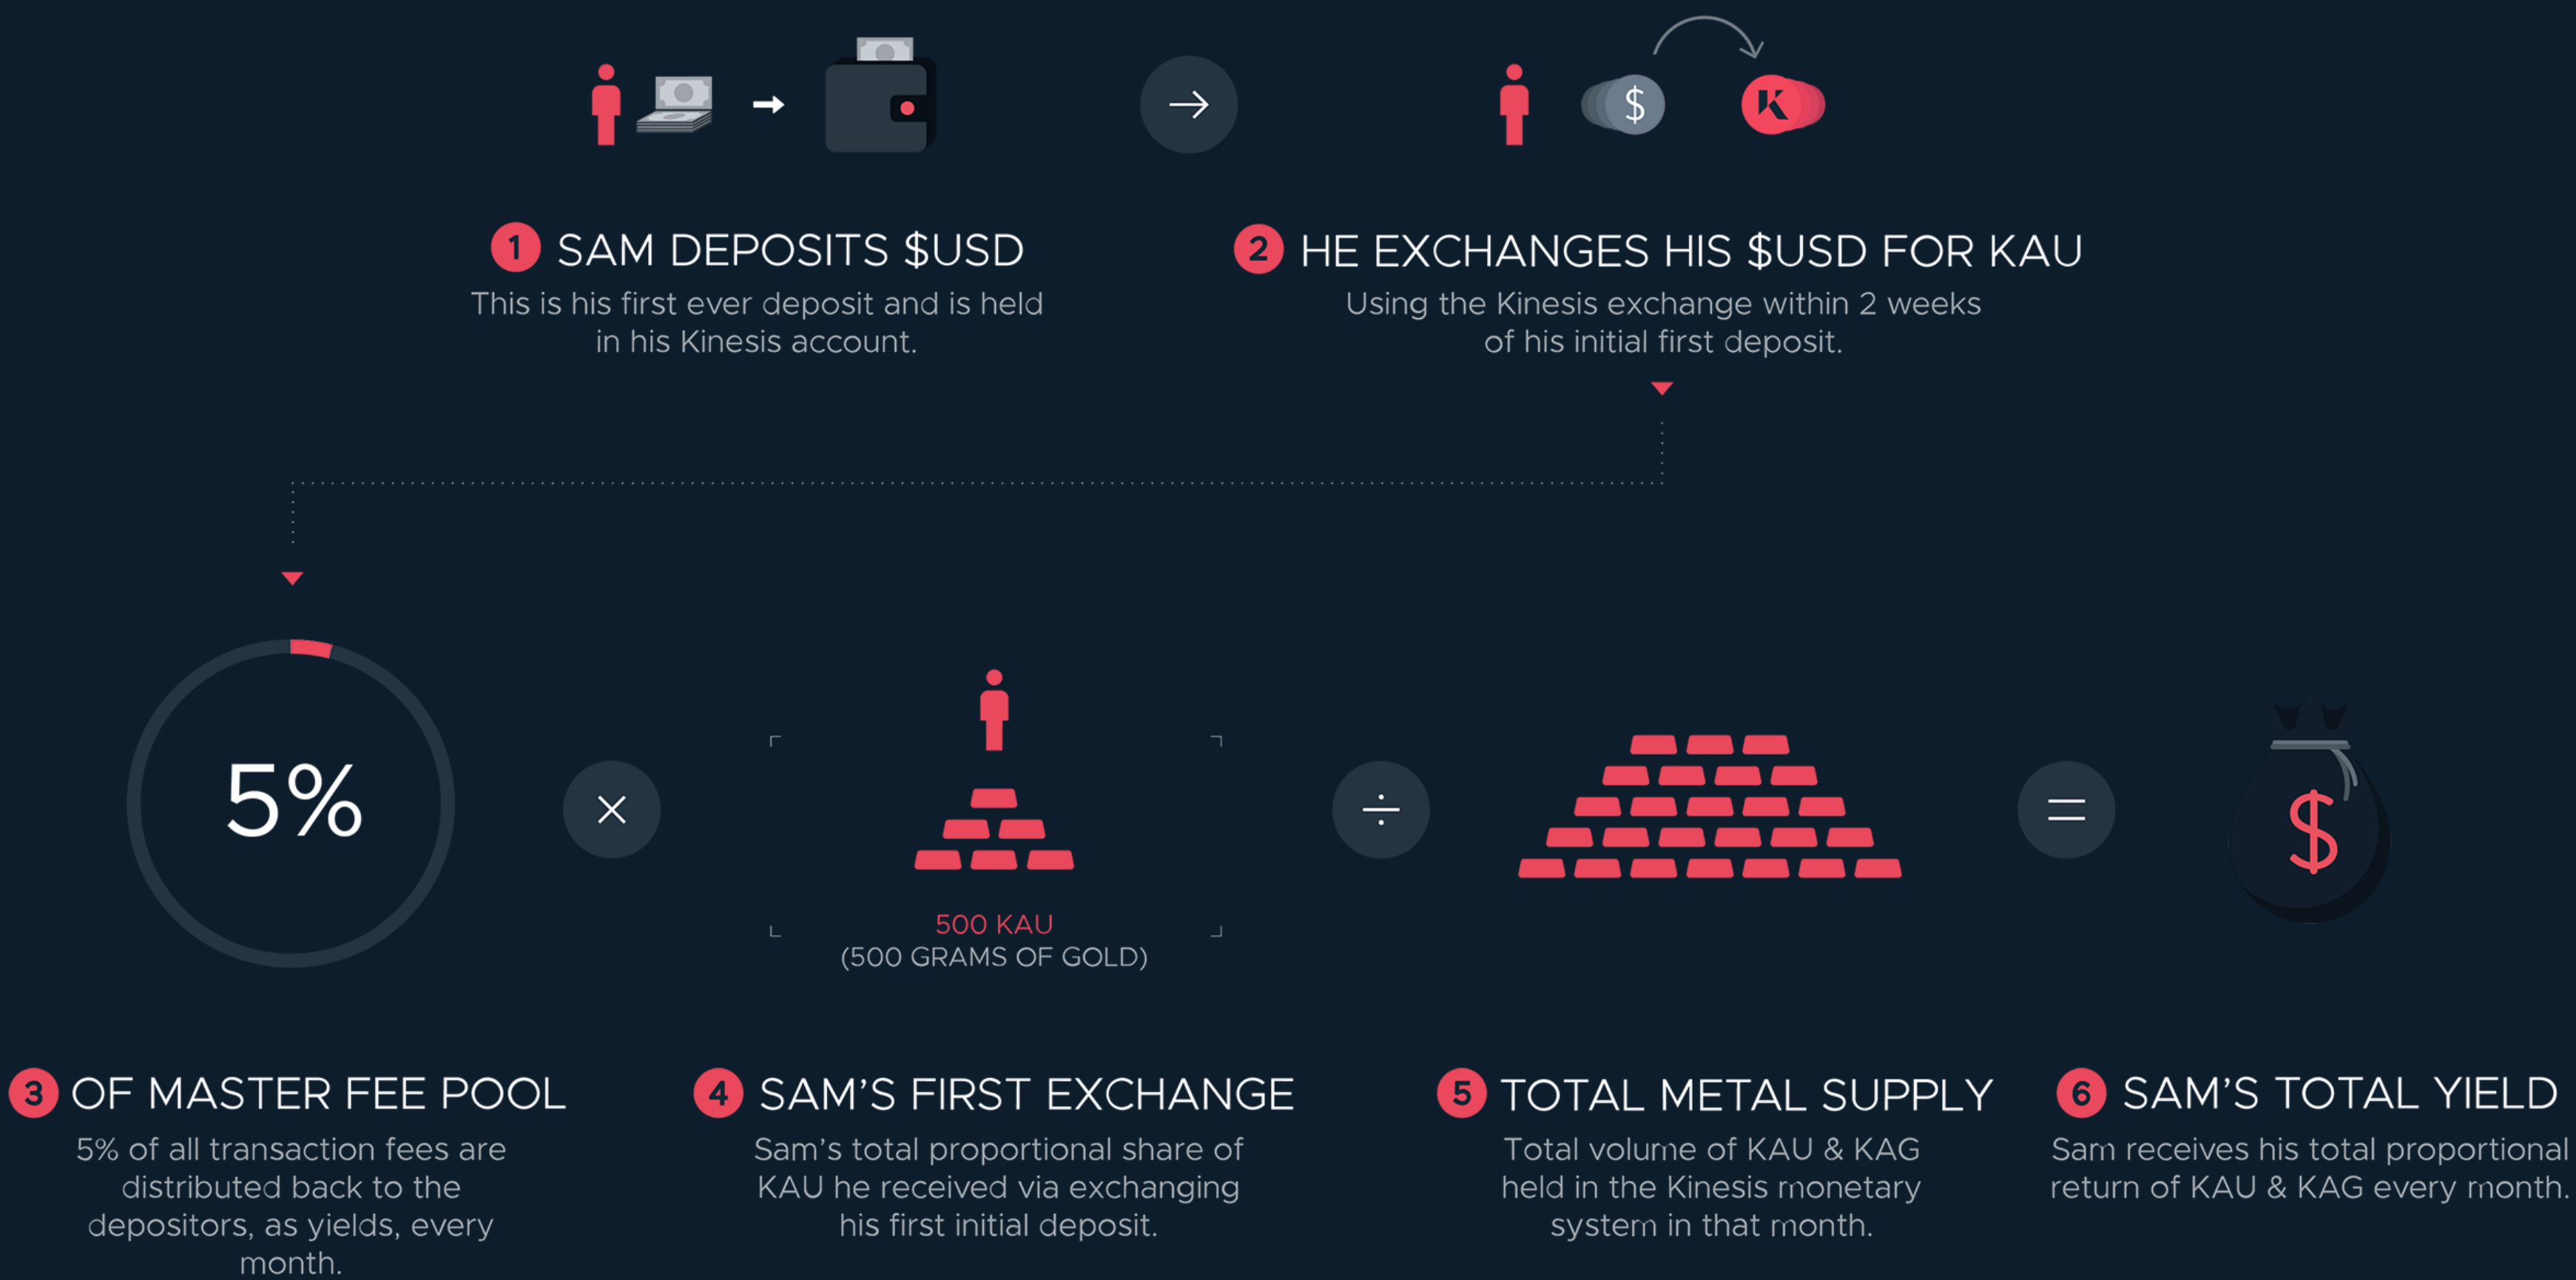 $
K
1 SAM DEPOSITS $USD
This is his first ever deposit and is held
in his Kinesis account.
2 HE EXCHANGES HIS $USD FOR KAU
Using the Kinesis exchange within 2 weeks
of his initial first deposit.
5%
×
500 KAU
(500 GRAMS OF GOLD)
÷
=
$
3 OF MASTER FEE POOL
5% of all transaction fees are
distributed back to the
depositors, as yields, every
month.
4 SAM’S FIRST EXCHANGE
Sam’s total proportional share of
KAU he received via exchanging
his first initial deposit.
5 TOTAL METAL SUPPLY
Total volume of KAU & KAG
held in the Kinesis monetary
system in that month.
6 SAM’S TOTAL YIELD
Sam receives his total proportional
return of KAU & KAG every month.